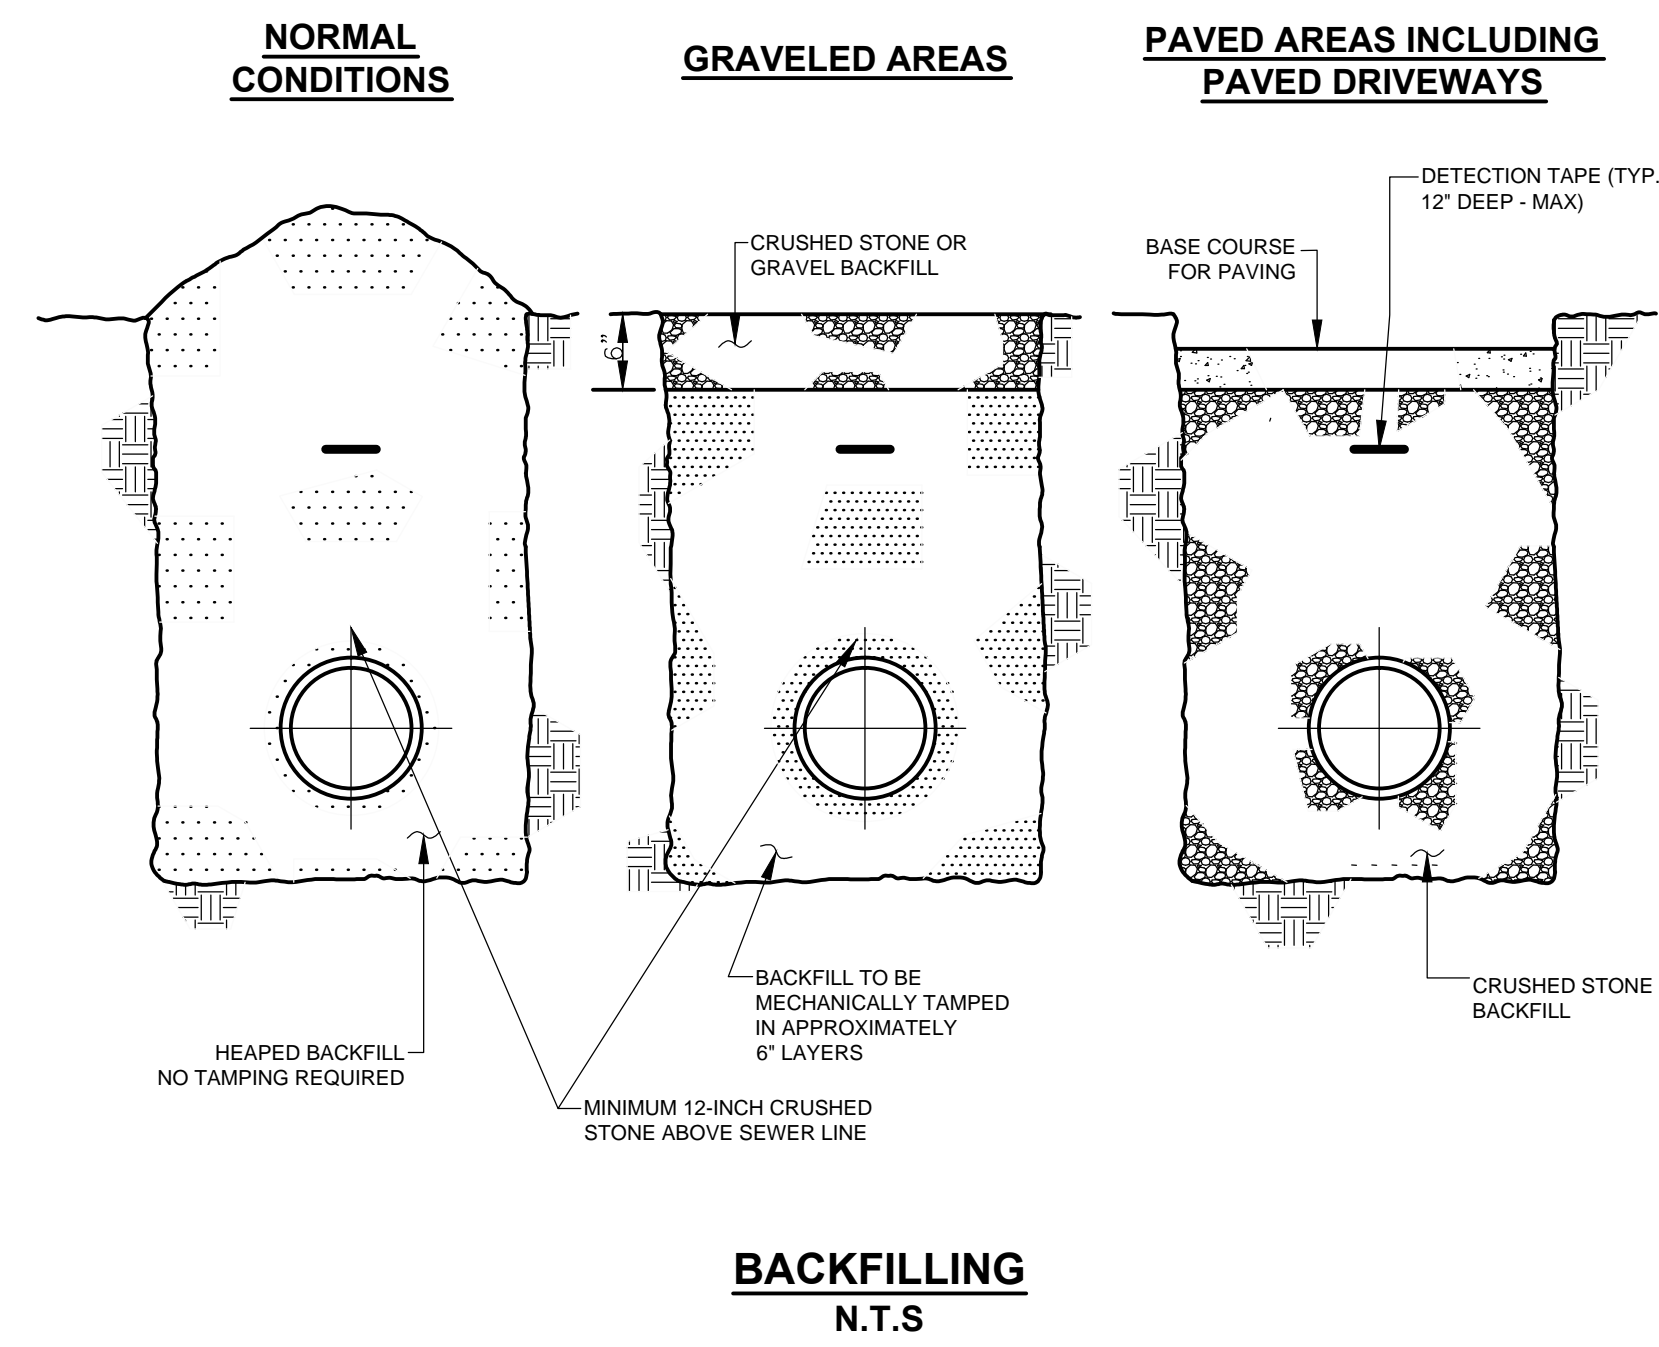 NORMAL
CONDITIONS
GRAVELED AREAS
PAVED AREAS INCLUDING
PAVED DRIVEWAYS
DETECTION TAPE (TYP.
12" DEEP - MAX)
CRUSHED STONE OR
GRAVEL BACKFILL
BASE COURSE
FOR PAVING
6"
BACKFILL TO BE
MECHANICALLY TAMPED
IN APPROXIMATELY
6" LAYERS
CRUSHED STONE
BACKFILL
HEAPED BACKFILL
NO TAMPING REQUIRED
MINIMUM 12-INCH CRUSHED
STONE ABOVE SEWER LINE
BACKFILLING
N.T.S